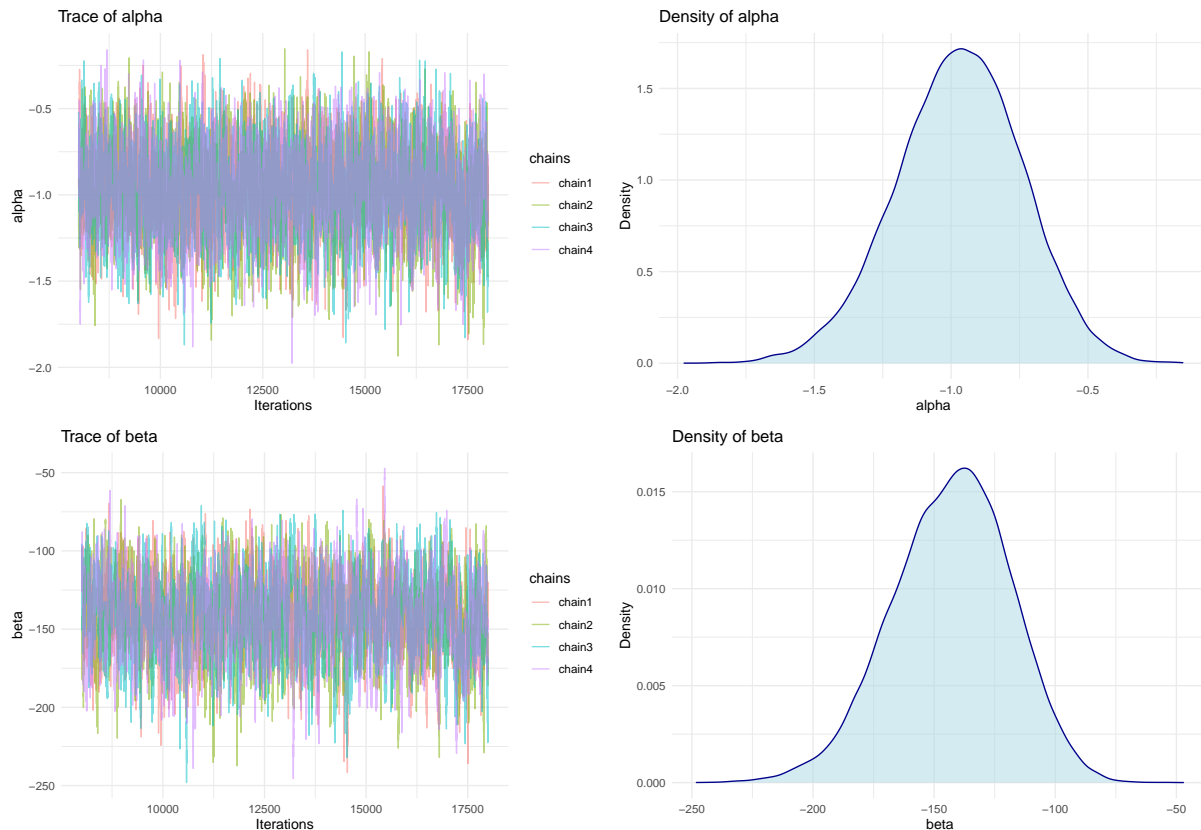 Trace of alpha
alpha
−0.5
−1.0
−1.5
−2.0
10000 12500 15000 17500
Iterations
chains
chain1
chain2
chain3
chain4
Density of alpha
Density
1.5
1.0
0.5
0.0
−2.0 −1.5 −1.0 −0.5
alpha
Trace of beta
beta
−50
−100
−150
−200
−250
10000 12500 15000 17500
Iterations
chains
chain1
chain2
chain3
chain4
Density of beta
Density
0.015
0.010
0.005
0.000
−250 −200 −150 −100 −50
beta